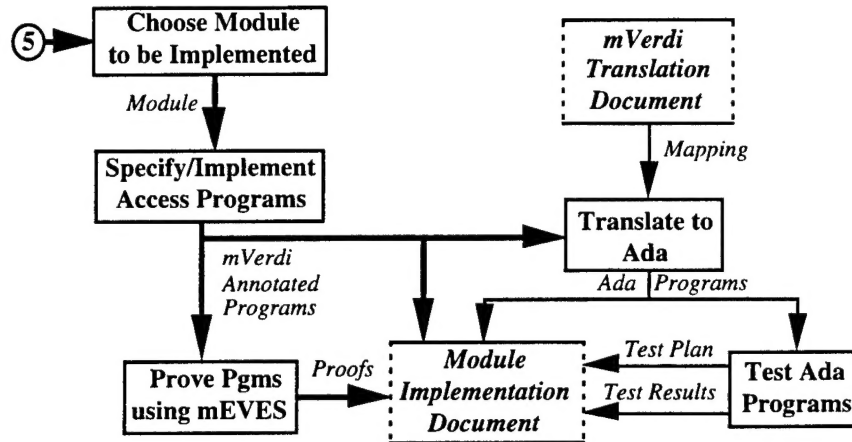 5
Choose Module
to be Implemented
mVerdi
Translation
Document
Module
Mapping
Specify/Implement
Access Programs
Translate to
Ada
mVerdi
Annotated
Programs
Ada Programs
Prove Pgms
using mEVES
Proofs
Module
Implementation
Document
Test Plan
Test Results
Test Ada
Programs